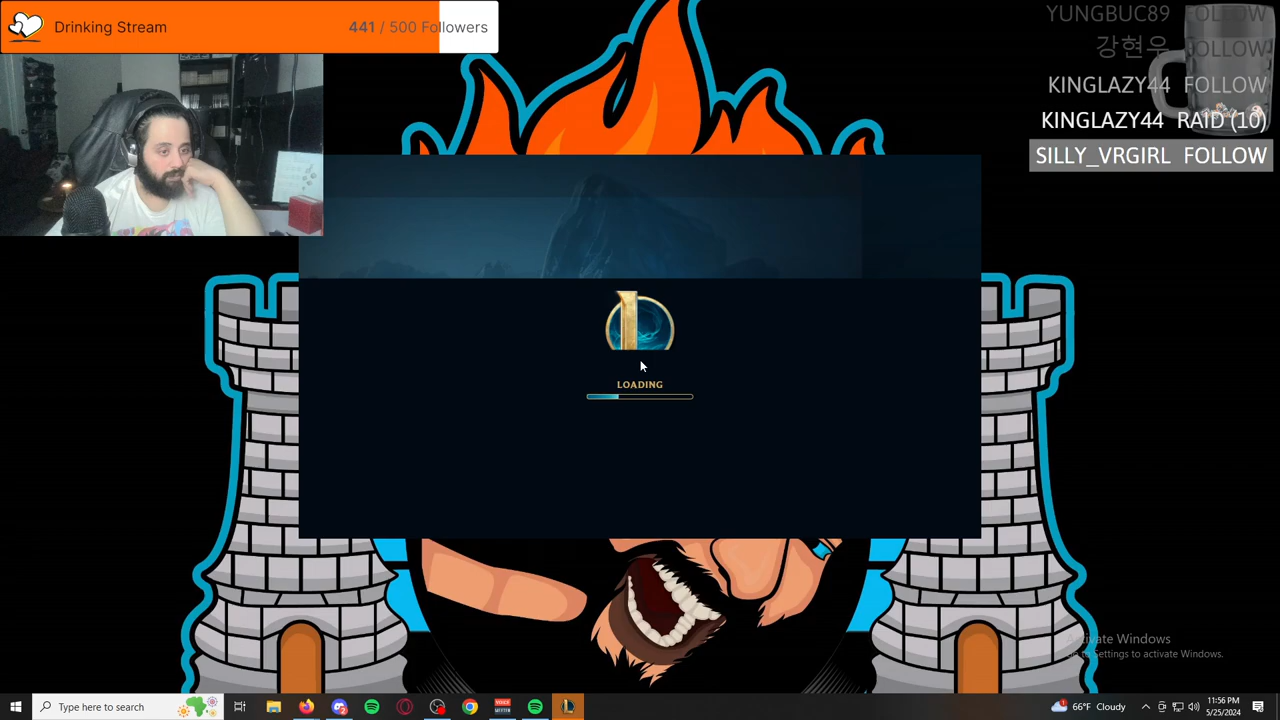 Drinking Stream
441 / 500 Followers
YUNGBUC89 FOLLOW
강현우 FOLLOW
KINGLAZY44 FOLLOW
KINGLAZY44 RAID (10)
SILLY_VRGIRL FOLLOW
LOADING
Activate Windows
Go to Settings to activate Windows.
Type here to search
66°F Cloudy
11:56 PM
5/25/2024